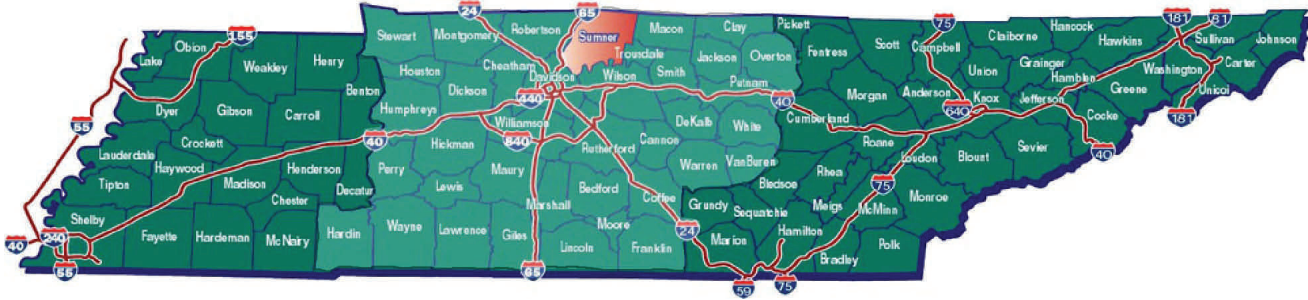 24
65
75
181
81
Stewart
Montgomery
Robertson
Sumner
Macon
Clay
Pickett
Scott
Campbell
Claiborne
Hancock
Hawkins
Sullivan
Johnson
Lake
Obion
155
Weakley
Henry
Houston
Cheatham
Davidson
Trousdale
Wilson
Smith
Jackson
Overton
Fentress
Union
Grainger
Hamblen
Washington
Carter
Dyer
Gibson
Carroll
Benton
Humphreys
Dickson
440
Putnam
40
Morgan
Anderson
640
Knox
Jefferson
Greene
Unicoi
181
55
Crockett
Williamson
840
Rutherford
Cannon
DeKalb
White
Cumberland
Roane
Cocke
40
Lauderdale
Haywood
Madison
Henderson
Decatur
40
Hickman
Perry
Maury
Warren
VanBuren
Bledsoe
Rhea
Loudon
Blount
Sevier
Tipton
Chester
Lewis
Marshall
Bedford
Coffee
Grundy
Sequatchie
Meigs
75
McMinn
Monroe
Shelby
Fayette
Hardeman
McNairy
Hardin
Wayne
Lawrence
Giles
Lincoln
Moore
Franklin
24
Marion
Hamilton
Bradley
Polk
40
240
55
65
59
75